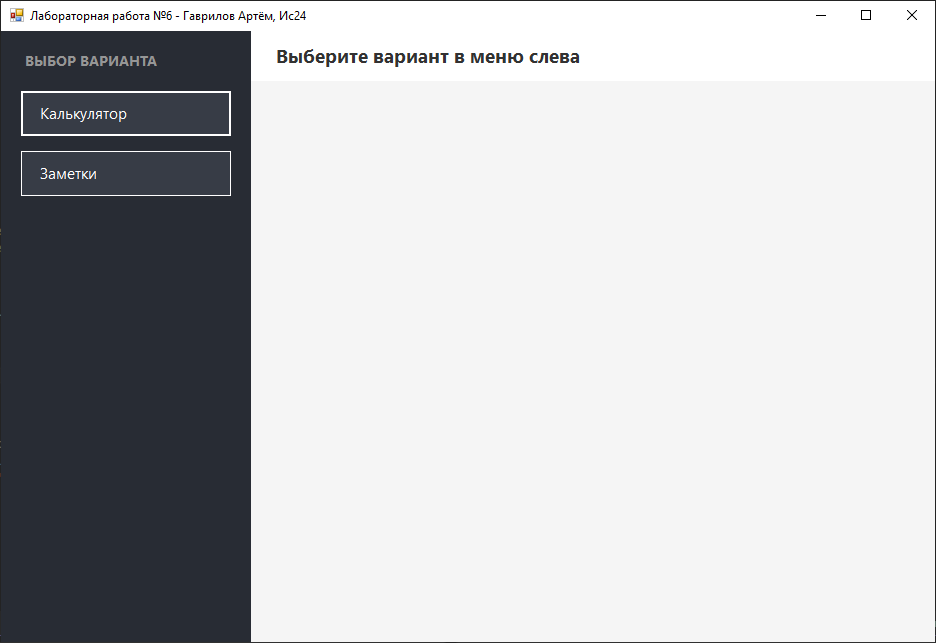 Лабораторная работа №6 - Гаврилов Артём, Ис24
ВЫБОР ВАРИАНТА
Выберите вариант в меню слева
Калькулятор
Заметки